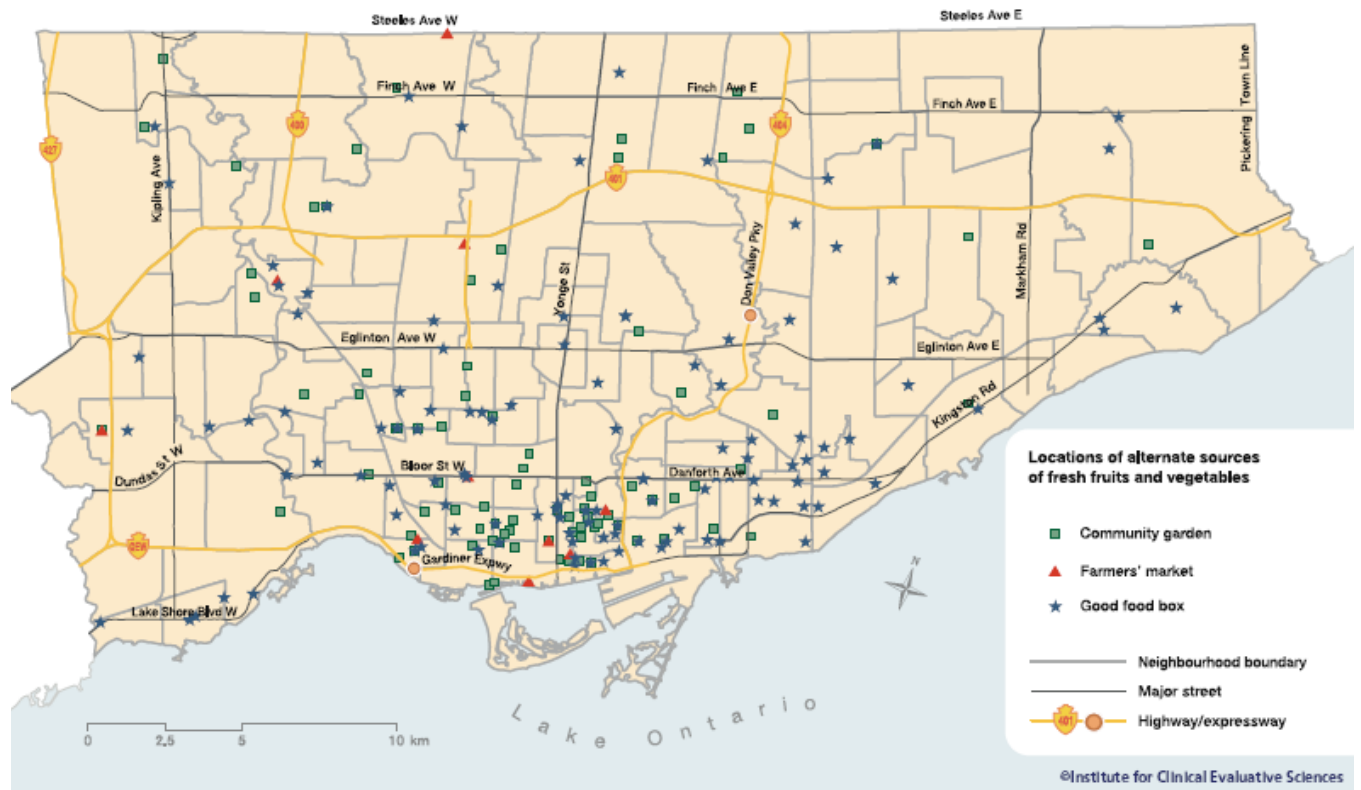 Steeles Ave W
Steeles Ave E
Finch Ave W
Finch Ave E
Finch Ave E
Pickering Town Line
427
400
404
401
Kipling Ave
Yonge St
Don Valley Pky
Markham Rd
Eglinton Ave W
Eglinton Ave E
Kingston Rd
Dundas St W
Bloor St W
Danforth Ave
QEW
Gardiner Expwy
Lake Shore Blvd W
N
Lake Ontario
0 2.5 5 10 km
Locations of alternate sources
of fresh fruits and vegetables
Community garden
Farmers' market
Good food box
Neighbourhood boundary
Major street
401 Highway/expressway
©Institute for Clinical Evaluative Sciences